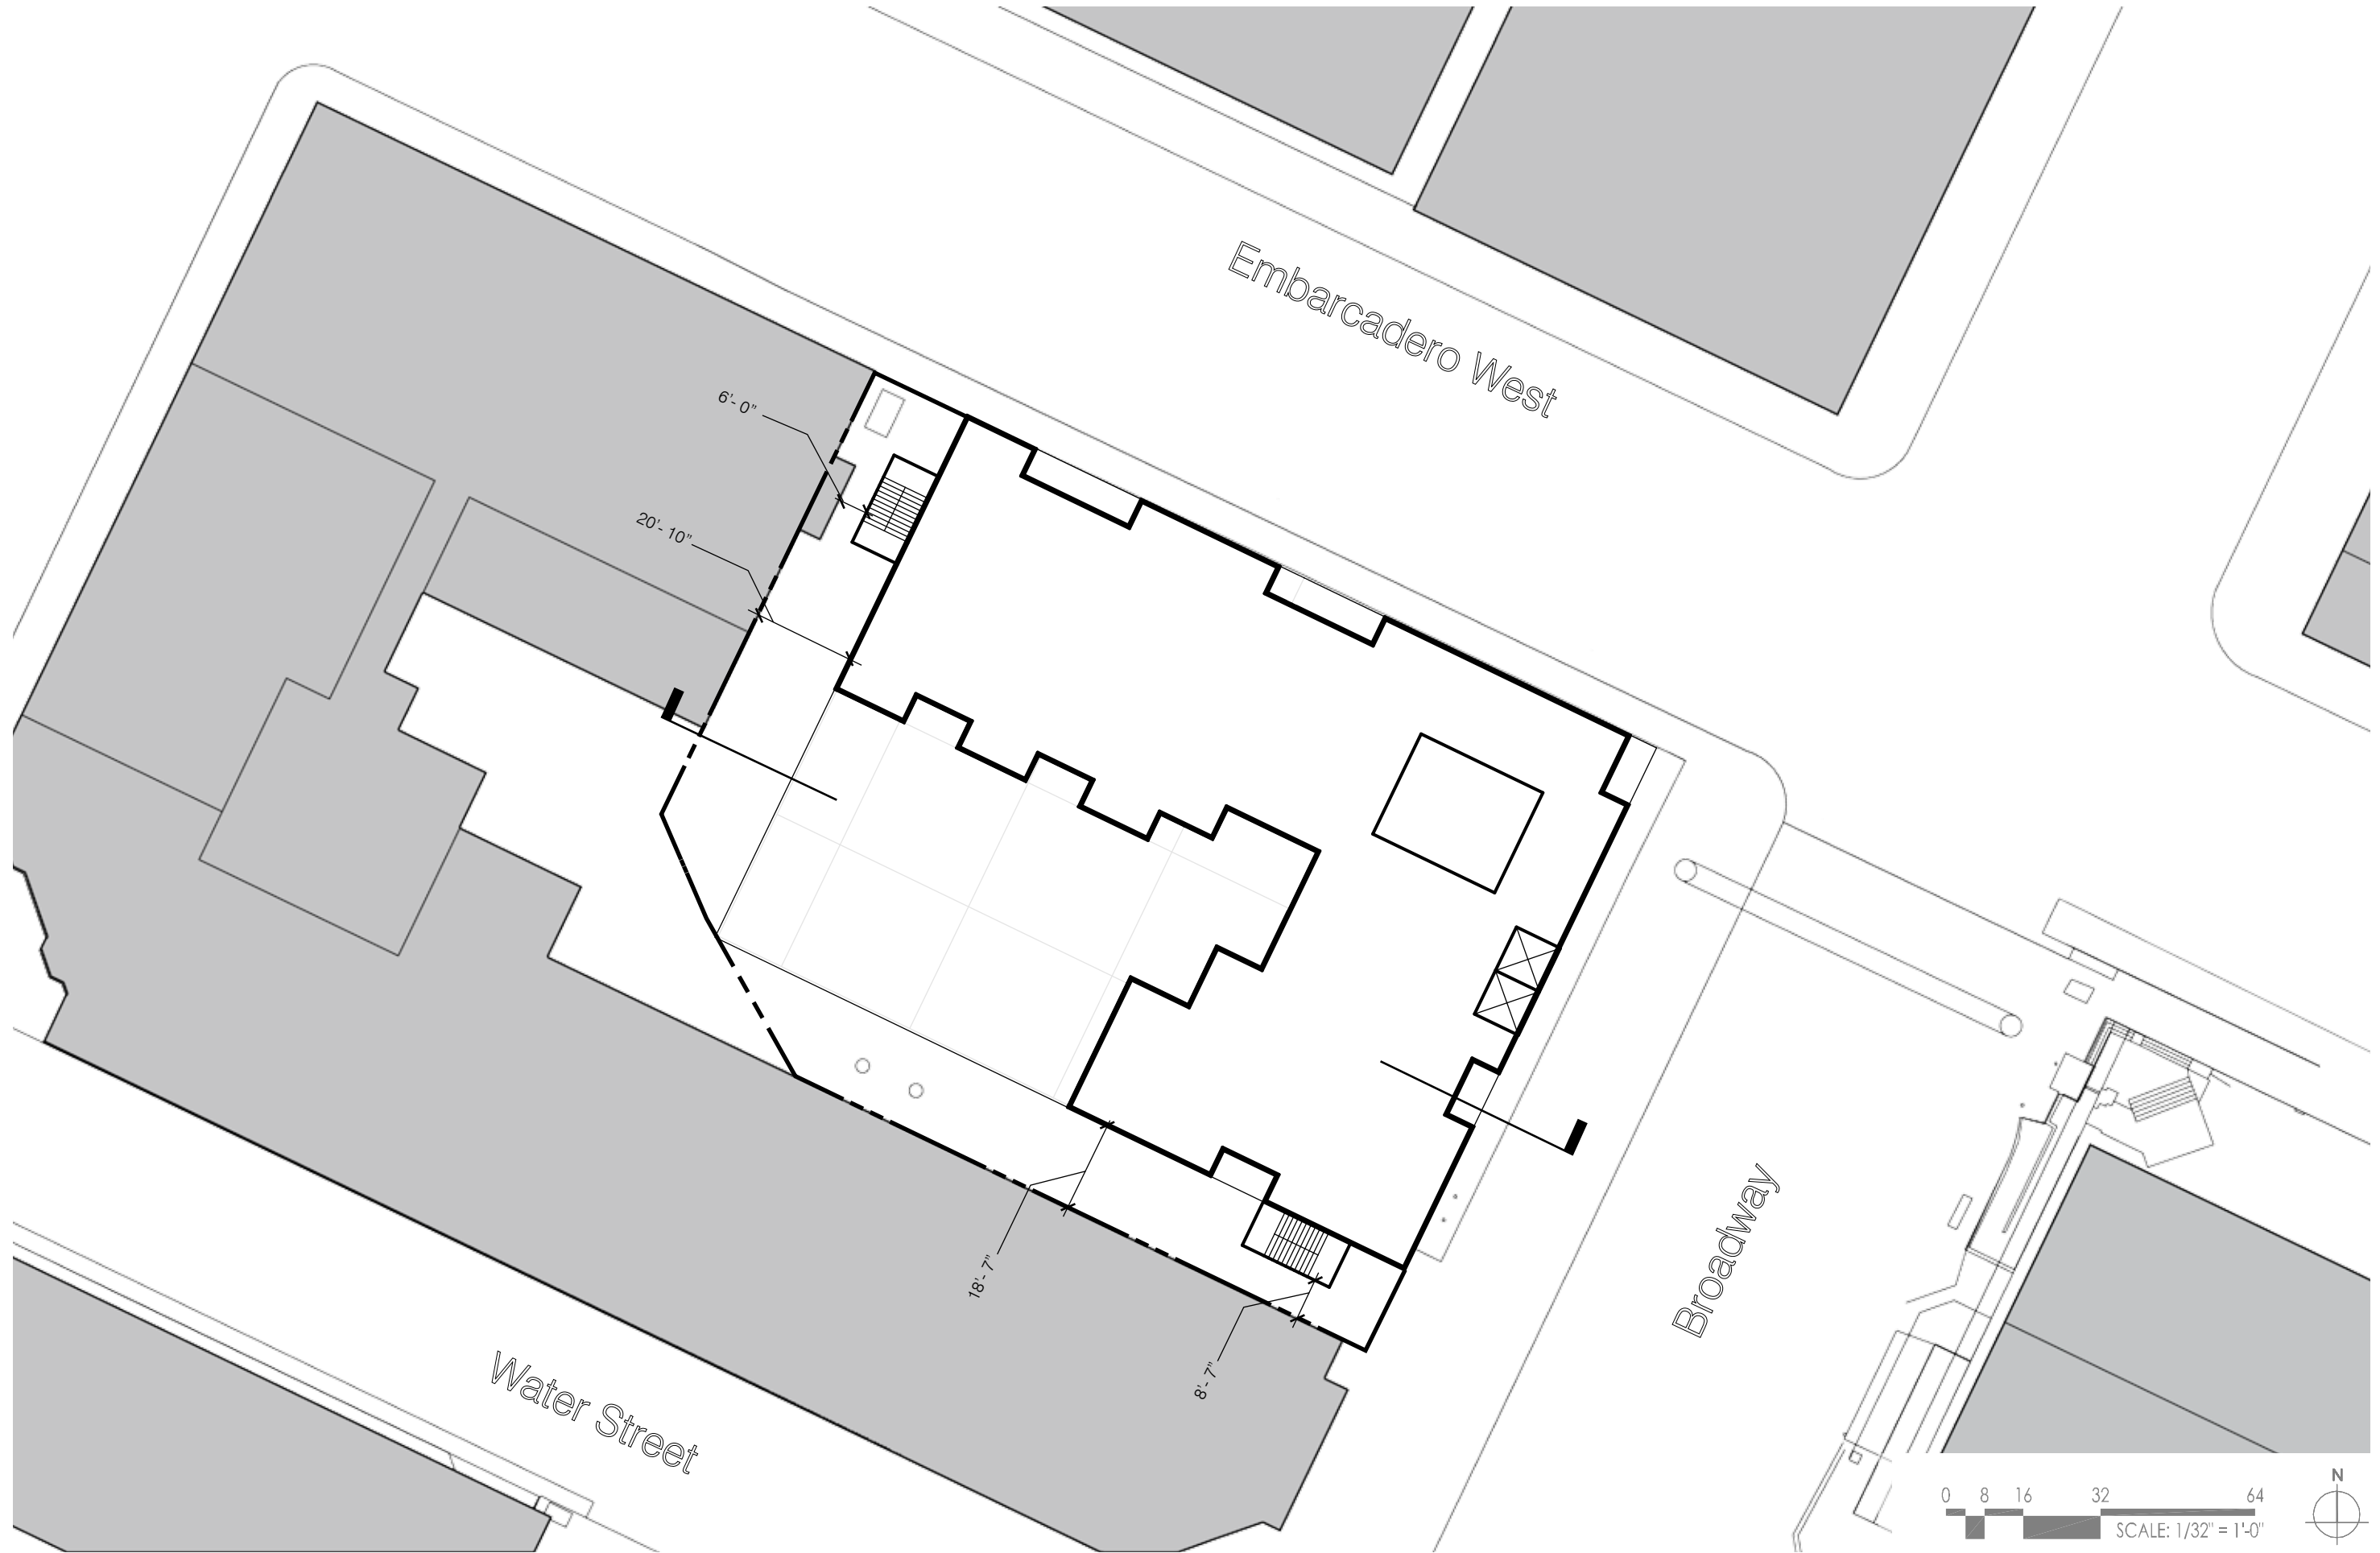 Embarcadero West
6'- 0"
20'- 10"
18'- 7"
8'- 7"
Broadway
Water Street
N
0 8 16 32 64
SCALE: 1/32" = 1'-0"